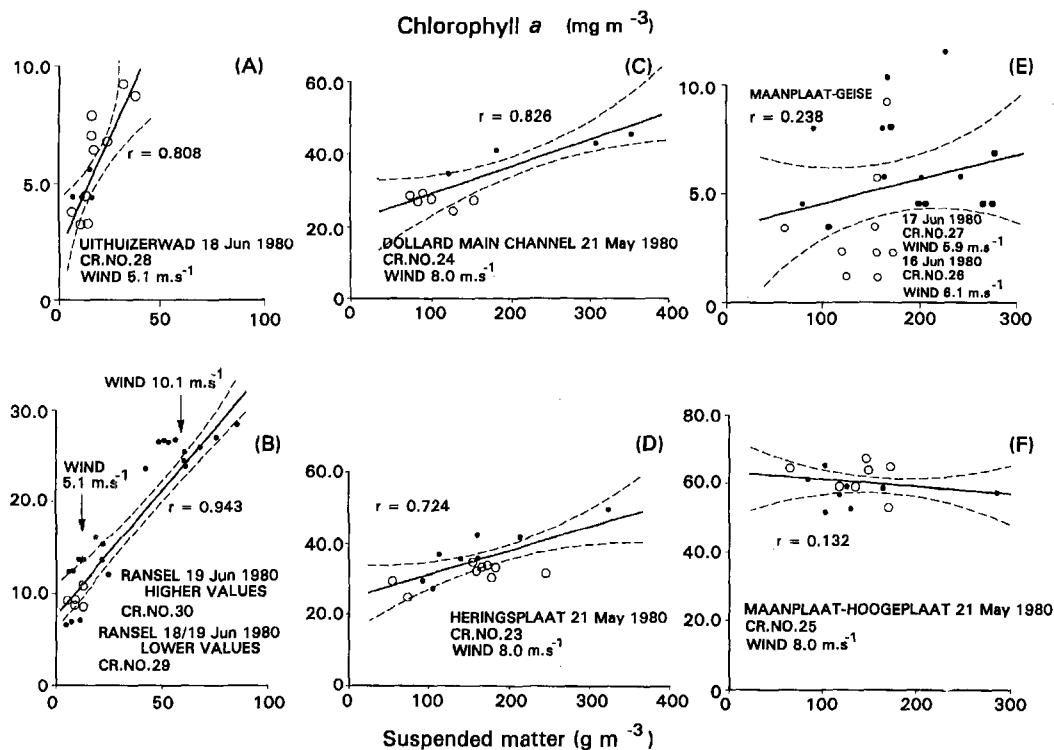 Chlorophyll a (mg m -3)
10.0
5.0
0
0
50
100
(A)
r = 0.808
UITHUIZERWAD 18 Jun 1980
CR.NO.28
WIND 5.1 m.s-1
60.0
40.0
20.0
0
0
100
200
300
400
(C)
r = 0.826
DOLLARD MAIN CHANNEL 21 May 1980
CR.NO.24
WIND 8.0 m.s-1
10.0
5.0
0
100
200
300
(E)
MAANPLAAT-GEISE
r = 0.238
17 Jun 1980
CR.NO.27
WIND 5.9 m.s-1
16 Jun 1980
CR.NO.26
WIND 6.1 m.s-1
30.0
20.0
10.0
0
0
50
100
WIND 10.1 m.s-1
(B)
WIND
5.1 m.s-1
r = 0.943
RANSEL 19 Jun 1980
HIGHER VALUES
CR.NO.30
RANSEL 18/19 Jun 1980
LOWER VALUES
CR.NO.29
60.0
40.0
20.0
0
0
100
200
300
400
(D)
r = 0.724
HERINGSPLAAT 21 May 1980
CR.NO.23
WIND 8.0 m.s-1
80.0
60.0
40.0
20.0
0
0
100
200
300
(F)
r = 0.132
MAANPLAAT-HOOGEPLAAT 21 May 1980
CR.NO.25
WIND 8.0 m.s-1
Suspended matter (g m -3)